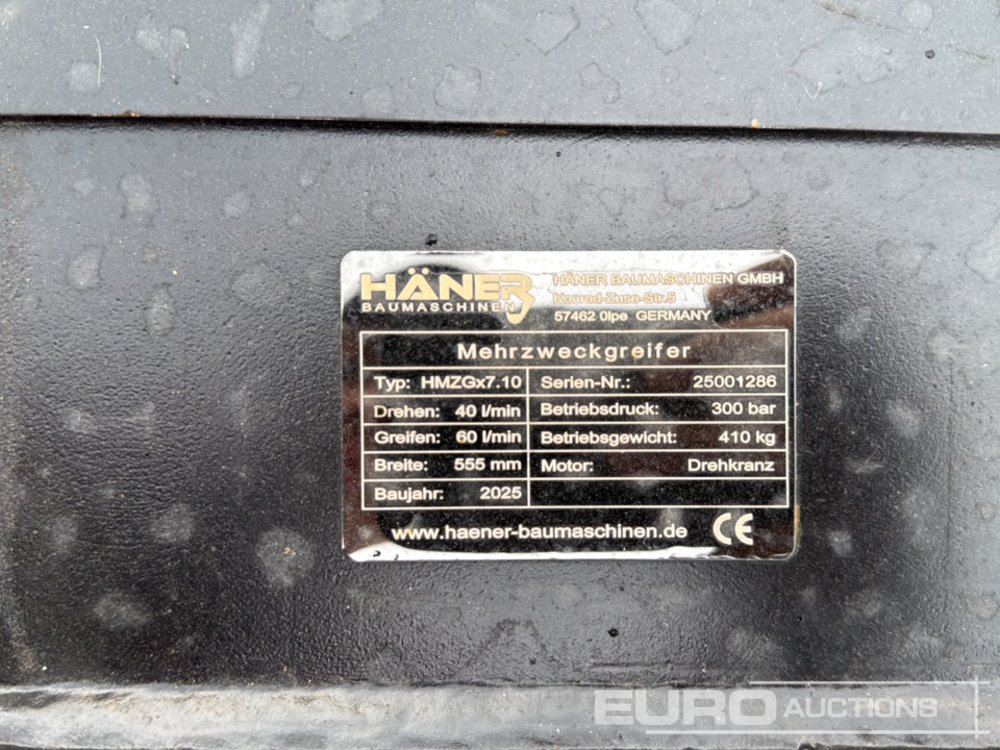 HÄNER
BAUMASCHINEN
HÄNER BAUMASCHINEN GMBH
Konrad-Zuse-Str.5
57462 Olpe GERMANY
Mehrzweckgreifer
Typ: HMZGx7.10 Serien-Nr.: 25001286
Drehen: 40 l/min Betriebsdruck: 300 bar
Greifen: 60 l/min Betriebsgewicht: 410 kg
Breite: 555 mm Motor: Drehkranz
Baujahr: 2025
www.haener-baumaschinen.de CE
EURO AUCTIONS